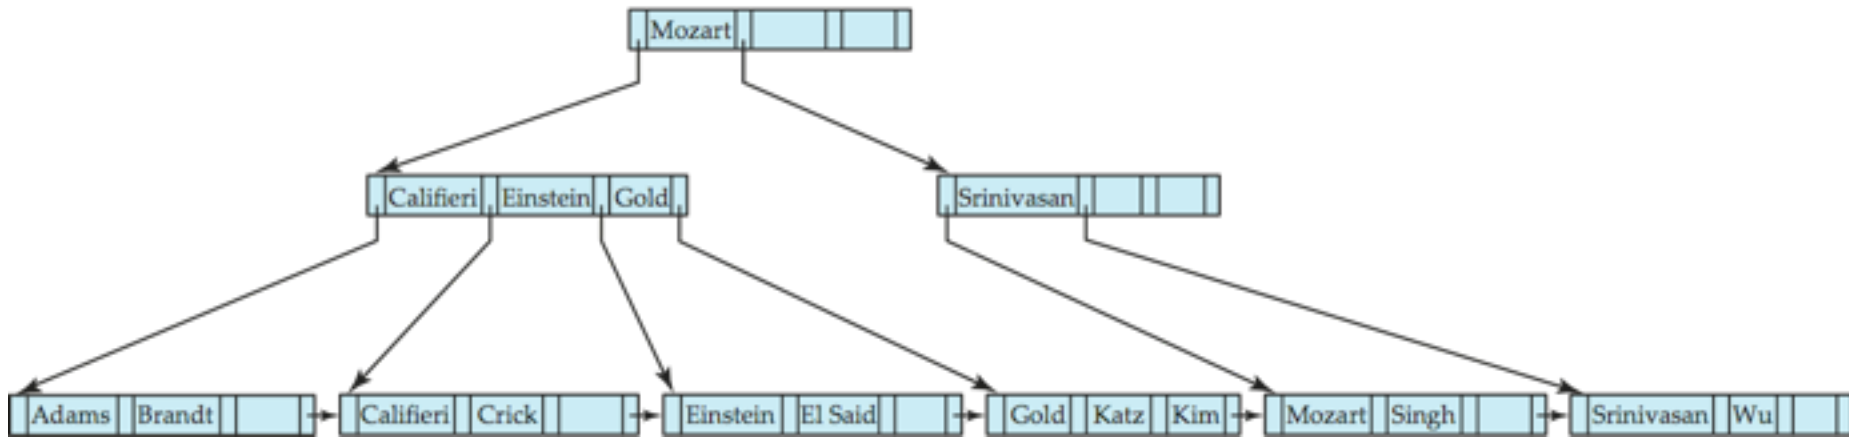 Mozart
Califieri Einstein Gold Srinivasan
Adams Brandt Califieri Crick Einstein El Said Gold Katz Kim Mozart Singh Srinivasan Wu